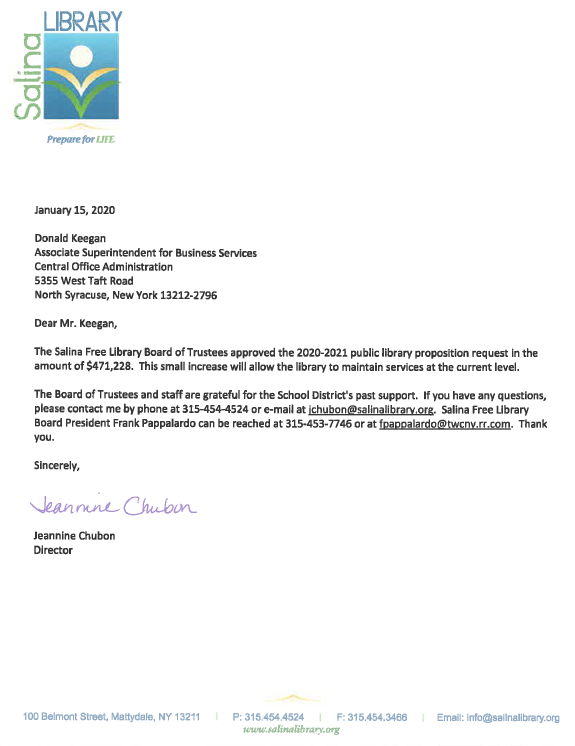 Salina
LIBRARY
Prepare for LIFE
January 15, 2020
Donald Keegan
Associate Superintendent for Business Services
Central Office Administration
5355 West Taft Road
North Syracuse, New York 13212-2796
Dear Mr. Keegan,
The Salina Free Library Board of Trustees approved the 2020-2021 public library proposition request in the
amount of $471,228.  This small increase will allow the library to maintain services at the current level.
The Board of Trustees and staff are grateful for the School District's past support.  If you have any questions,
please contact me by phone at 315-454-4524 or e-mail at jchubon@salinalibrary.org.  Salina Free Library
Board President Frank Pappalardo can be reached at 315-453-7746 or at fpappalardo@twcny.rr.com.  Thank
you.
Sincerely,
Jeannine Chubon
Jeannine Chubon
Director
100 Belmont Street, Mattydale, NY 13211 | P: 315.454.4524 | F: 315.454.3466 | Email: info@salinalibrary.org
www.salinalibrary.org